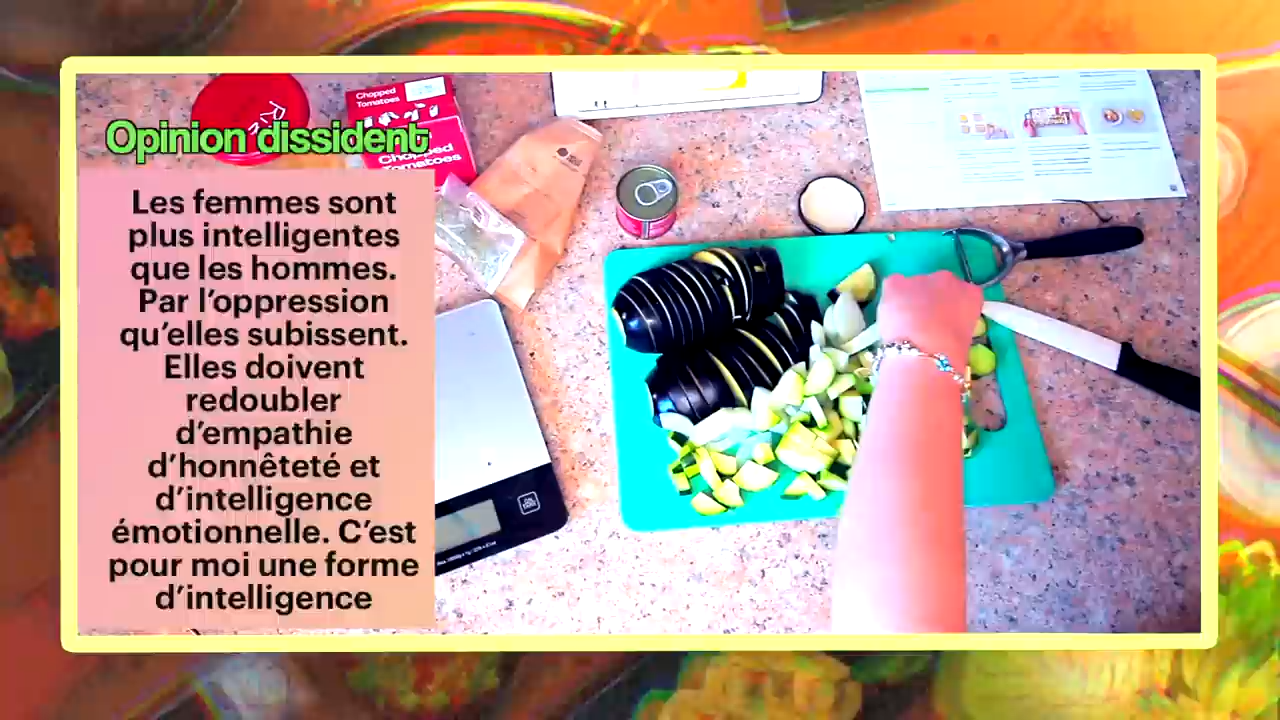 Opinion dissident
Les femmes sont
plus intelligentes
que les hommes.
Par l’oppression
qu’elles subissent.
Elles doivent
redoubler
d’empathie
d’honnêteté et
d’intelligence
émotionnelle. C’est
pour moi une forme
d’intelligence
Chopped
Tomatoes
Chopped
Tomatoes